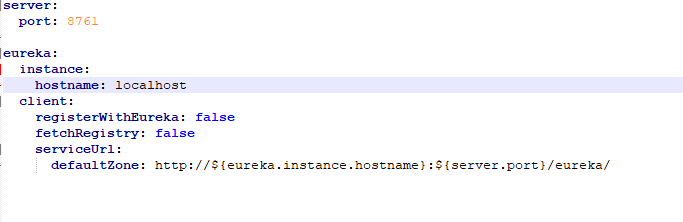 server:
  port: 8761

eureka:
  instance:
    hostname: localhost
  client:
    registerWithEureka: false
    fetchRegistry: false
    serviceUrl:
      defaultZone: http://${eureka.instance.hostname}:${server.port}/eureka/